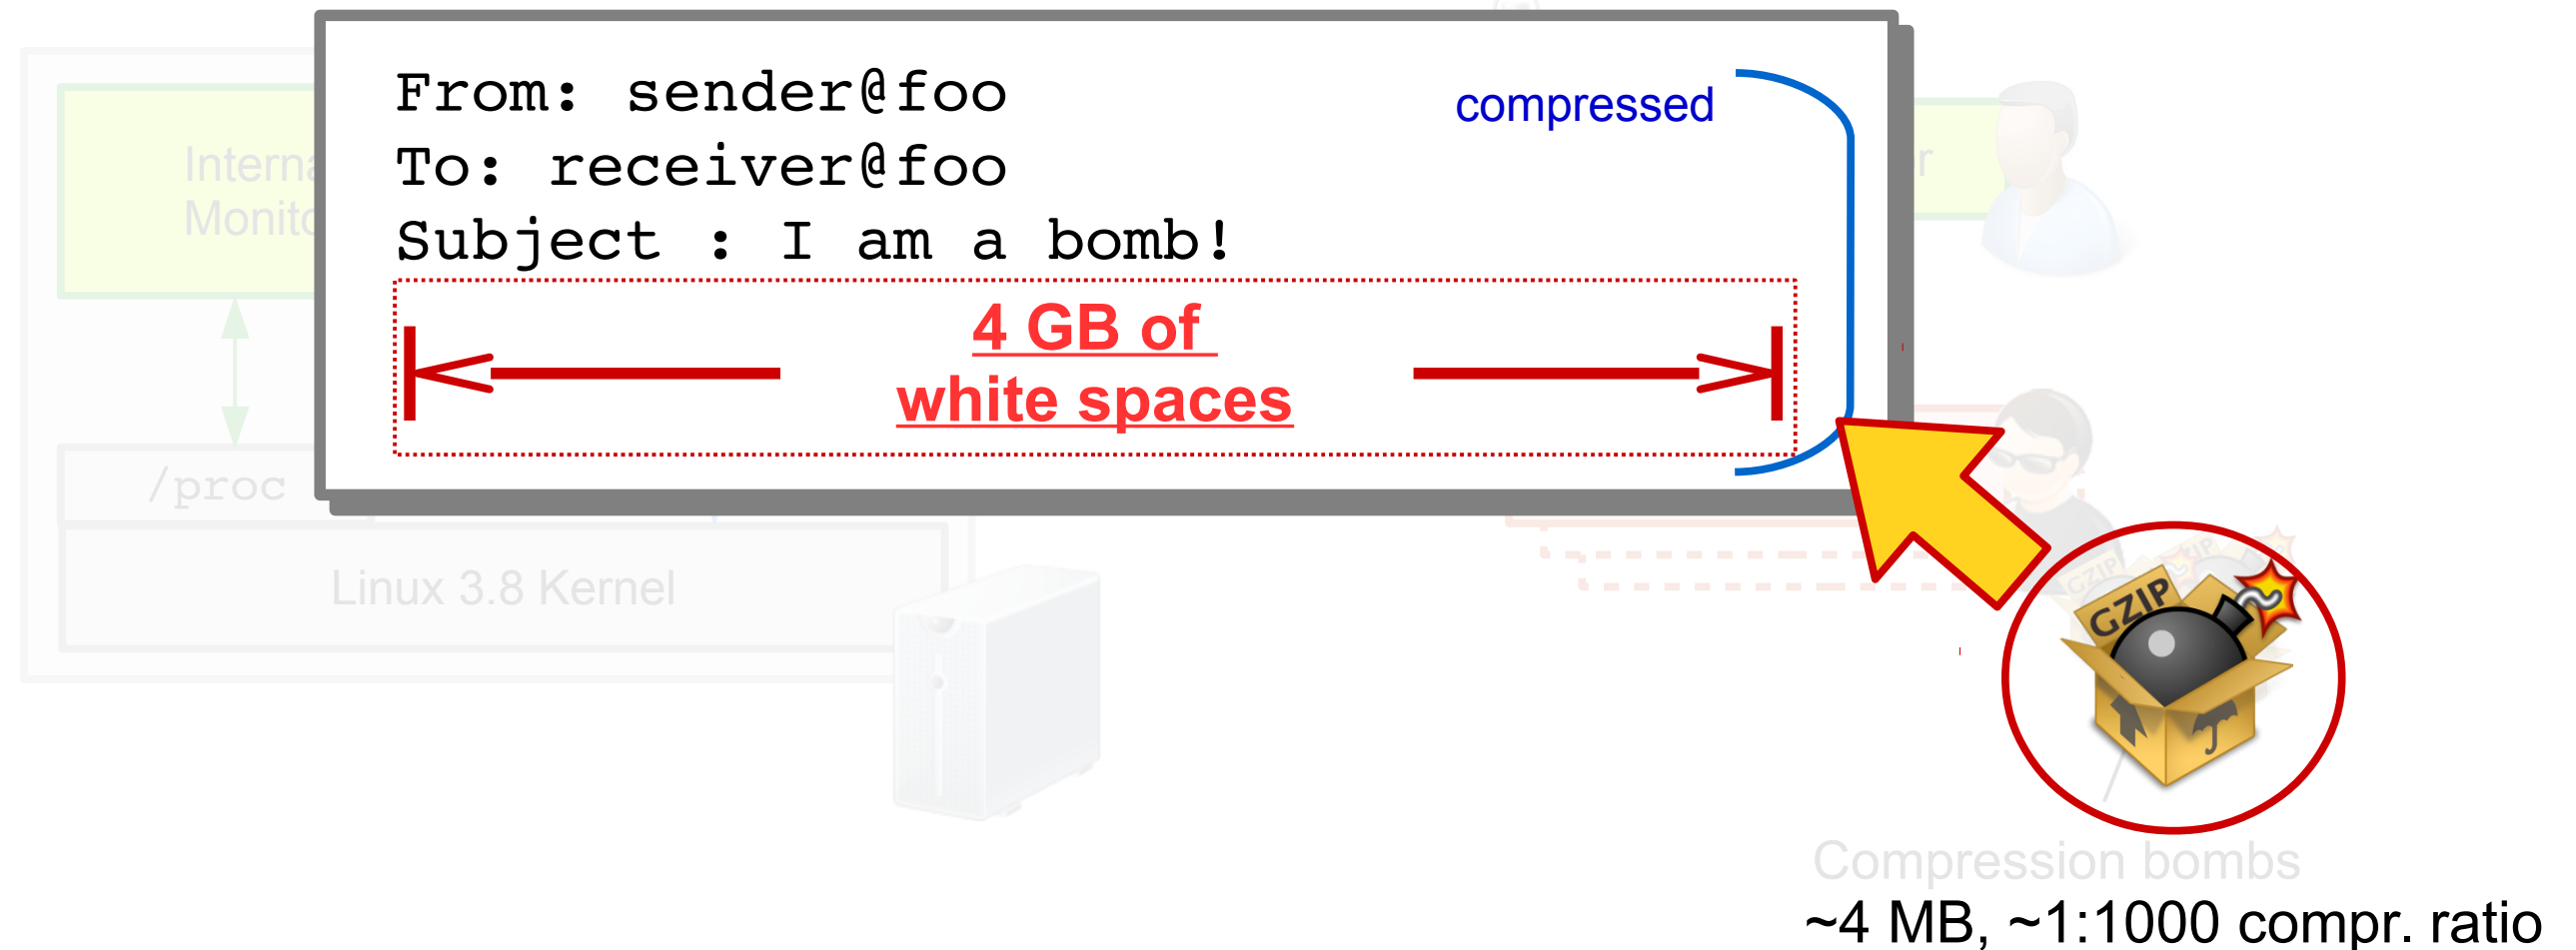 From: sender@foo
compressed
To: receiver@foo
Subject : I am a bomb!
4 GB of
white spaces
/proc
Linux 3.8 Kernel
GZIP
Compression bombs
~4 MB, ~1:1000 compr. ratio